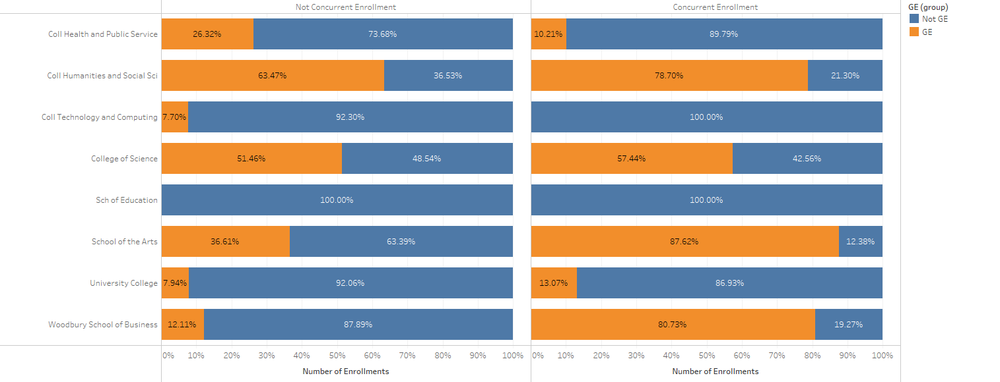 Not Concurrent Enrollment Concurrent Enrollment GE (group)
Not GE
GE
Coll Health and Public Service 26.32% 73.68% 10.21% 89.79%
Coll Humanities and Social Sci 63.47% 36.53% 78.70% 21.30%
Coll Technology and Computing 7.70% 92.30% 100.00%
College of Science 51.46% 48.54% 57.44% 42.56%
Sch of Education 100.00% 100.00%
School of the Arts 36.61% 63.39% 87.62% 12.38%
University College 7.94% 92.06% 13.07% 86.93%
Woodbury School of Business 12.11% 87.89% 80.73% 19.27%
0% 10% 20% 30% 40% 50% 60% 70% 80% 90% 100% 0% 10% 20% 30% 40% 50% 60% 70% 80% 90% 100%
Number of Enrollments Number of Enrollments